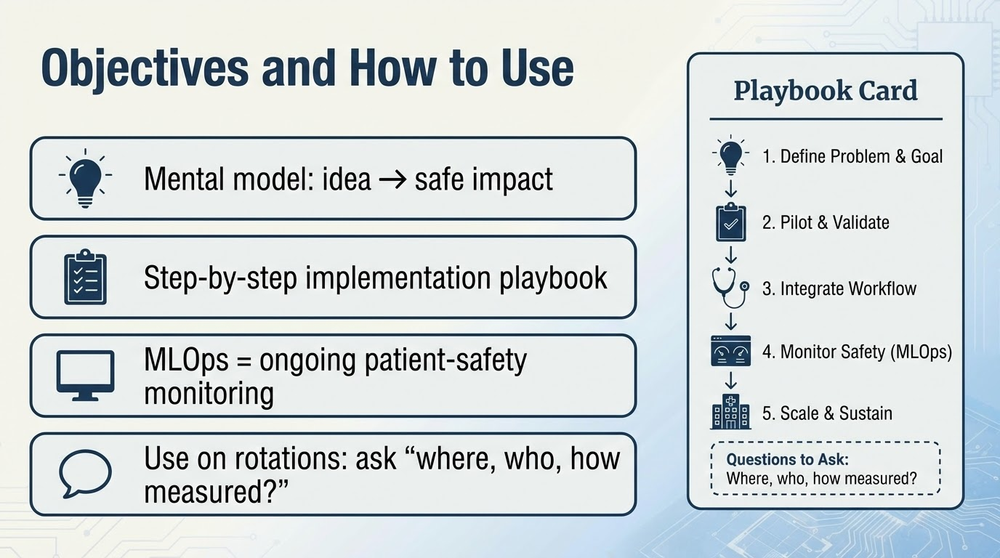 Objectives and How to Use
Mental model: idea → safe impact
Step-by-step implementation playbook
MLOps = ongoing patient-safety
monitoring
Use on rotations: ask “where, who, how
measured?”
Playbook Card
1. Define Problem & Goal
2. Pilot & Validate
3. Integrate Workflow
4. Monitor Safety (MLOps)
5. Scale & Sustain
Questions to Ask:
Where, who, how measured?